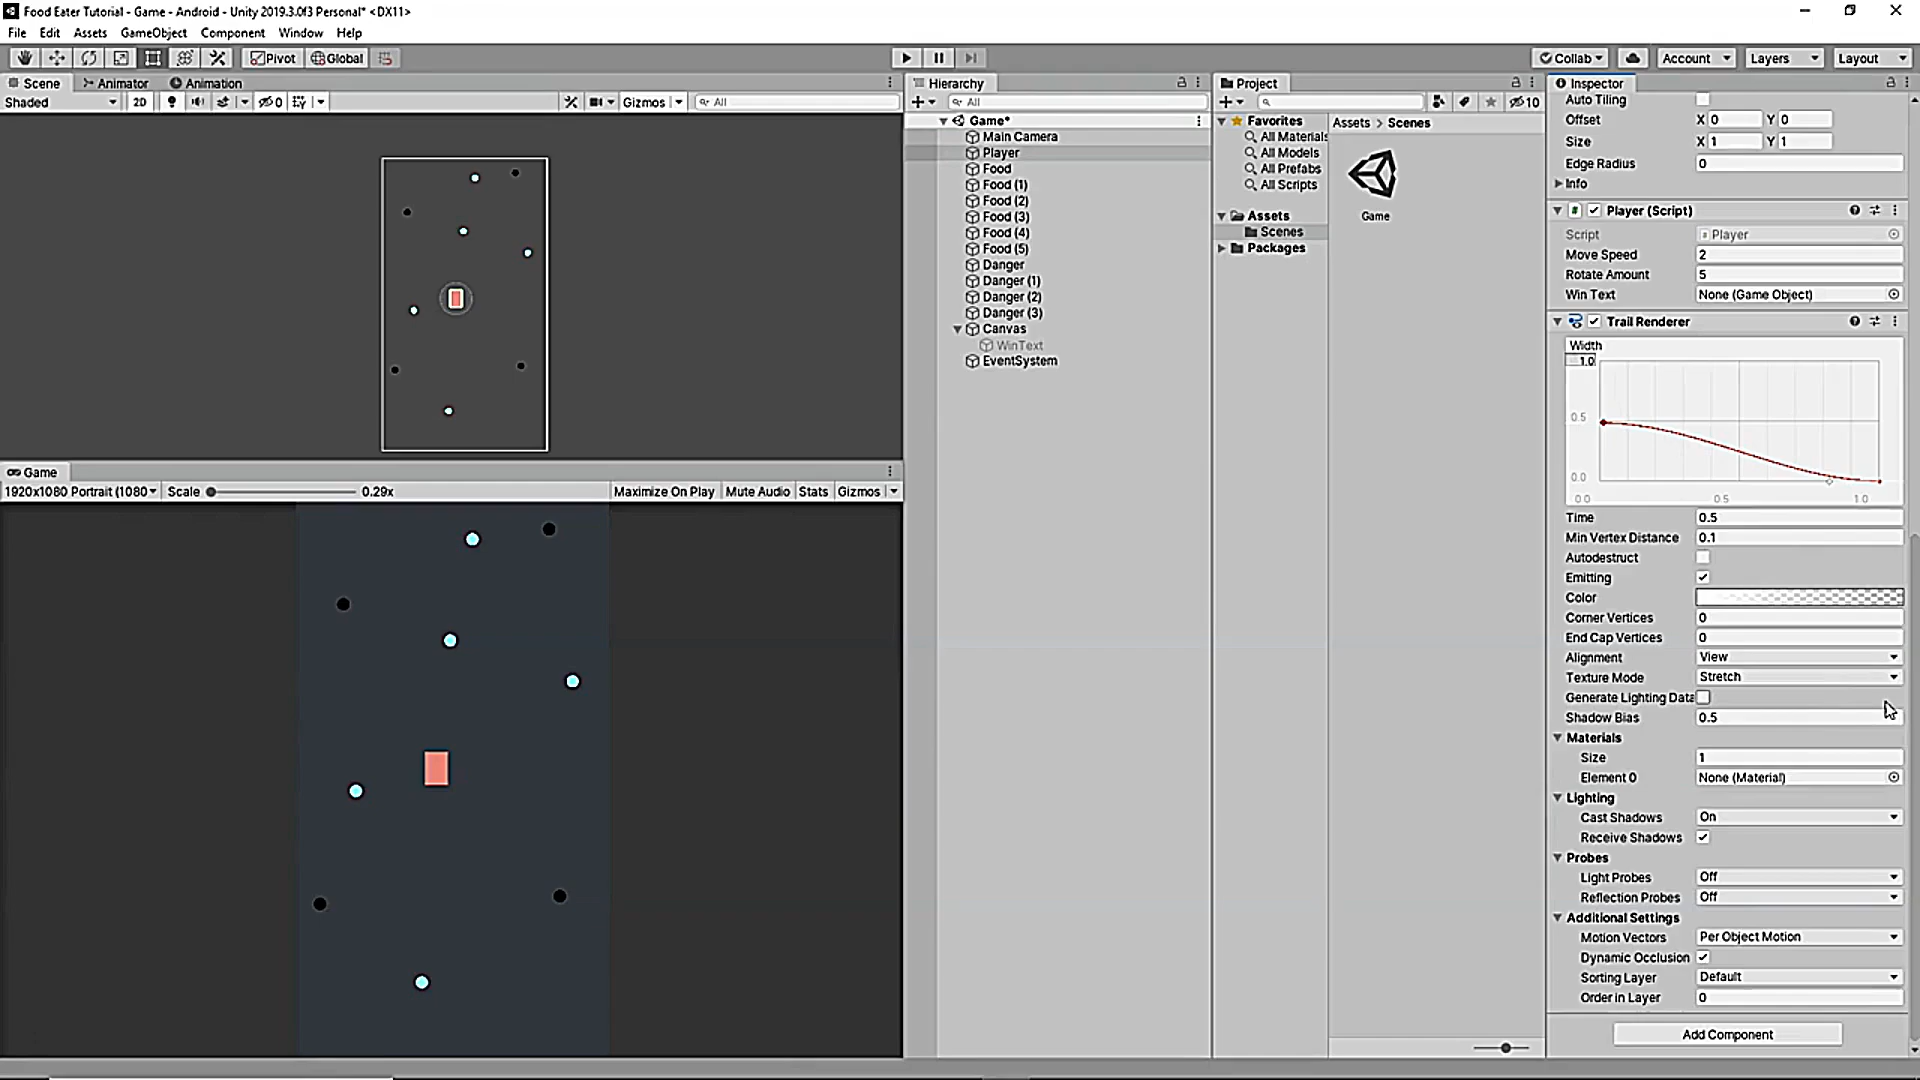 Food Eater Tutorial - Game - Android - Unity 2019.3.0f3 Personal* <DX11>
File Edit Assets GameObject Component Window Help
Pivot Global Collab Account Layers Layout
Scene Animator Animation
Shaded 2D 0 Gizmos All
Game
1920x1080 Portrait (1080 Scale 0.29x Maximize On Play Mute Audio Stats Gizmos
Hierarchy
All
Game*
Main Camera
Player
Food
Food (1)
Food (2)
Food (3)
Food (4)
Food (5)
Danger
Danger (1)
Danger (2)
Danger (3)
Canvas
WinText
EventSystem
Project
10
Favorites
All Materials
All Models
All Prefabs
All Scripts
Assets
Scenes
Packages
Assets > Scenes
Game
Inspector
Auto Tiling
Offset X 0 Y 0
Size X 1 Y 1
Edge Radius 0
Info
Player (Script)
Script Player
Move Speed 2
Rotate Amount 5
Win Text None (Game Object)
Trail Renderer
Width
1.0
0.5
0.0
0.0 0.5 1.0
Time 0.5
Min Vertex Distance 0.1
Autodestruct
Emitting
Color
Corner Vertices 0
End Cap Vertices 0
Alignment View
Texture Mode Stretch
Generate Lighting Data
Shadow Bias 0.5
Materials
Size 1
Element 0 None (Material)
Lighting
Cast Shadows On
Receive Shadows
Probes
Light Probes Off
Reflection Probes Off
Additional Settings
Motion Vectors Per Object Motion
Dynamic Occlusion
Sorting Layer Default
Order in Layer 0
Add Component